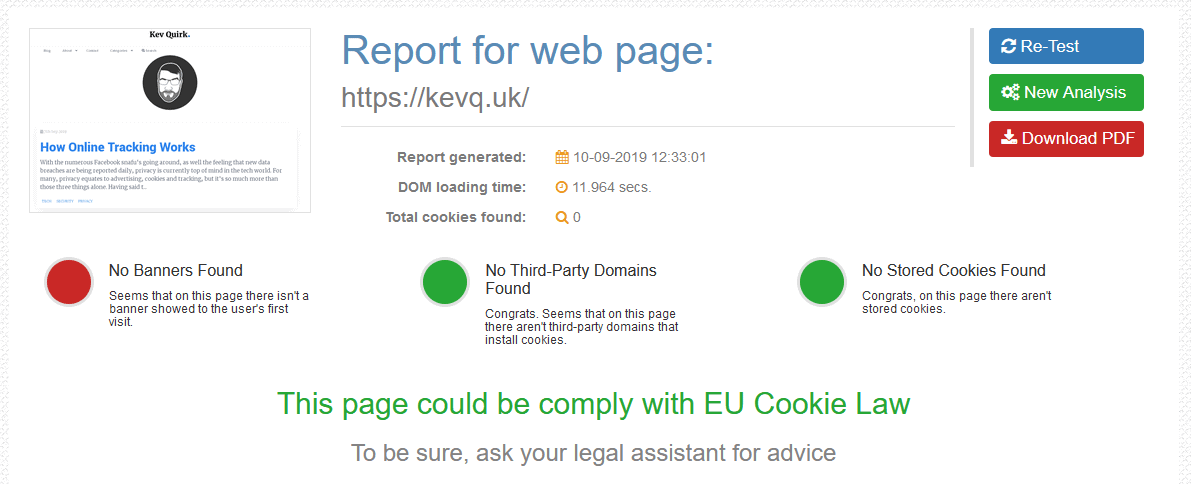 Kev Quirk.
Blog About Contact Categories Search
How Online Tracking Works
With the numerous Facebook snafu's going around, as well the feeling that new data
breaches are being reported daily, privacy is currently top of mind in the tech world. For
many, privacy equates to advertising, cookies and tracking, but it's so much more than
those three things alone. Having said t..
TECH SECURITY PRIVACY
Report for web page:
https://kevq.uk/
Report generated: 10-09-2019 12:33:01
DOM loading time: 11.964 secs.
Total cookies found: 0
Re-Test
New Analysis
Download PDF
No Banners Found
Seems that on this page there isn't a
banner showed to the user's first
visit.
No Third-Party Domains
Found
Congrats. Seems that on this page
there aren't third-party domains that
install cookies.
No Stored Cookies Found
Congrats, on this page there aren't
stored cookies.
This page could be comply with EU Cookie Law
To be sure, ask your legal assistant for advice